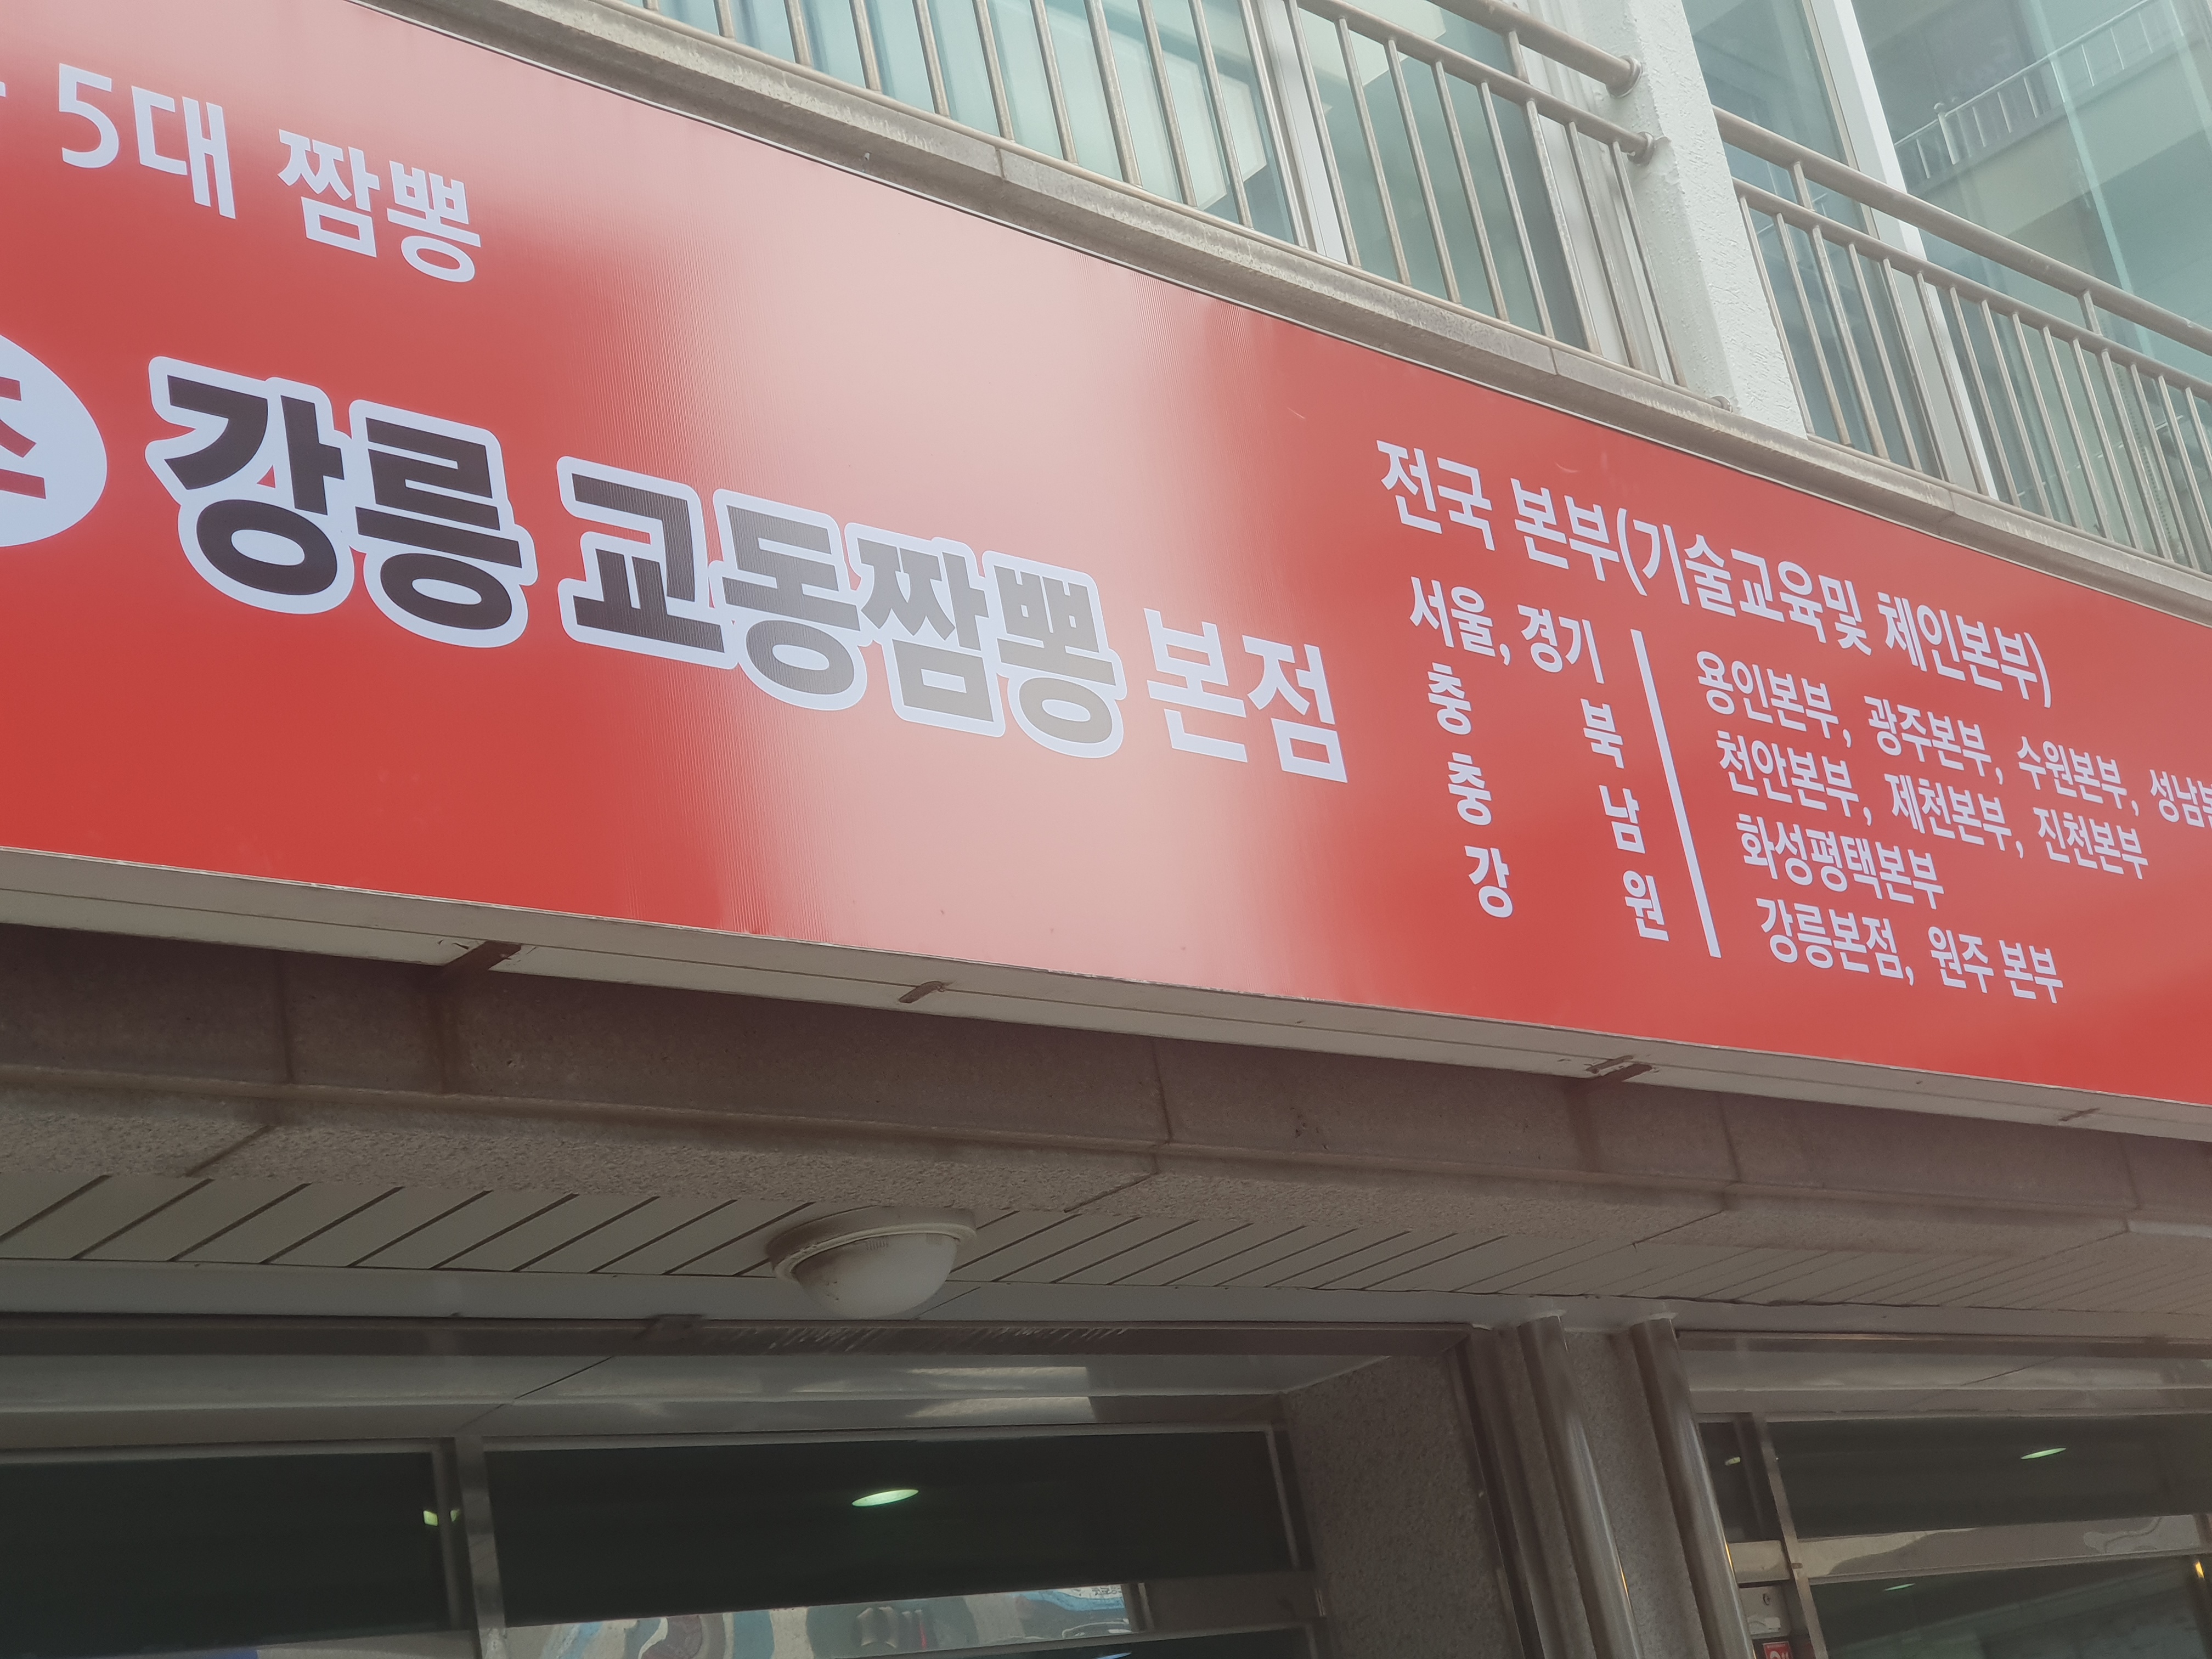 5대 짬뽕
강릉 교동짬뽕 본점
전국 본부(기술교육및 체인본부)
서울, 경기 용인본부, 광주본부, 수원본부, 성남
충 북 천안본부, 제천본부, 진천본부
충 남 화성평택본부
강 원 강릉본점, 원주 본부